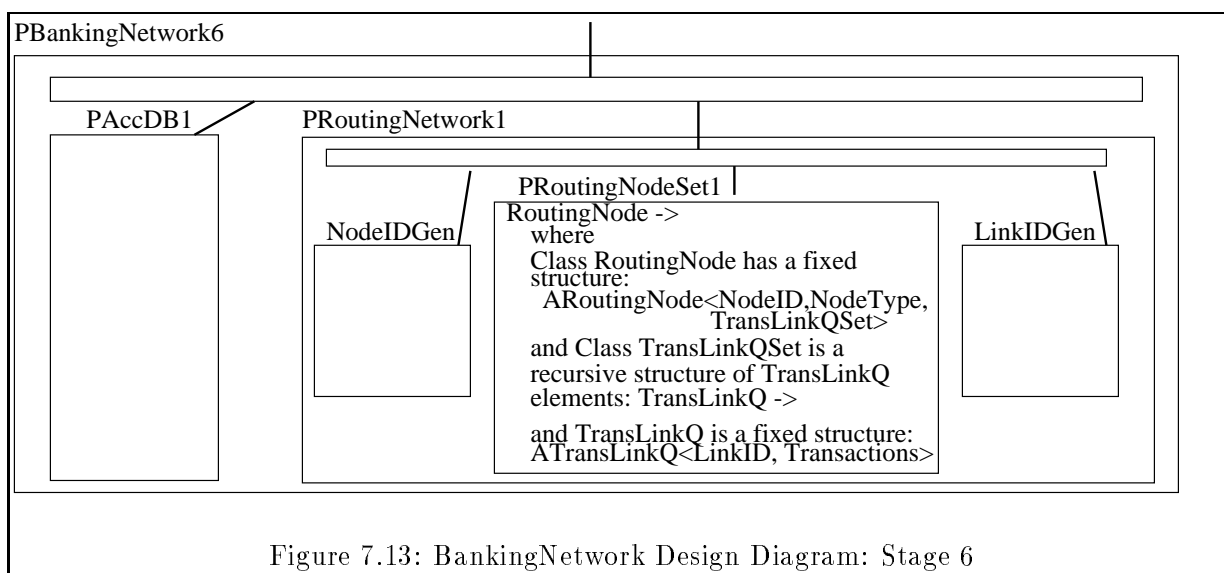 PBankingNetwork6
PAccDB1
PRoutingNetwork1
PRoutingNodeSet1
NodeIDGen
RoutingNode ->
where
Class RoutingNode has a fixed
structure:
ARoutingNode<NodeID,NodeType,
TransLinkQSet>
and Class TransLinkQSet is a
recursive structure of TransLinkQ
elements: TransLinkQ ->
and TransLinkQ is a fixed structure:
ATransLinkQ<LinkID, Transactions>
LinkIDGen
Figure 7.13: BankingNetwork Design Diagram: Stage 6